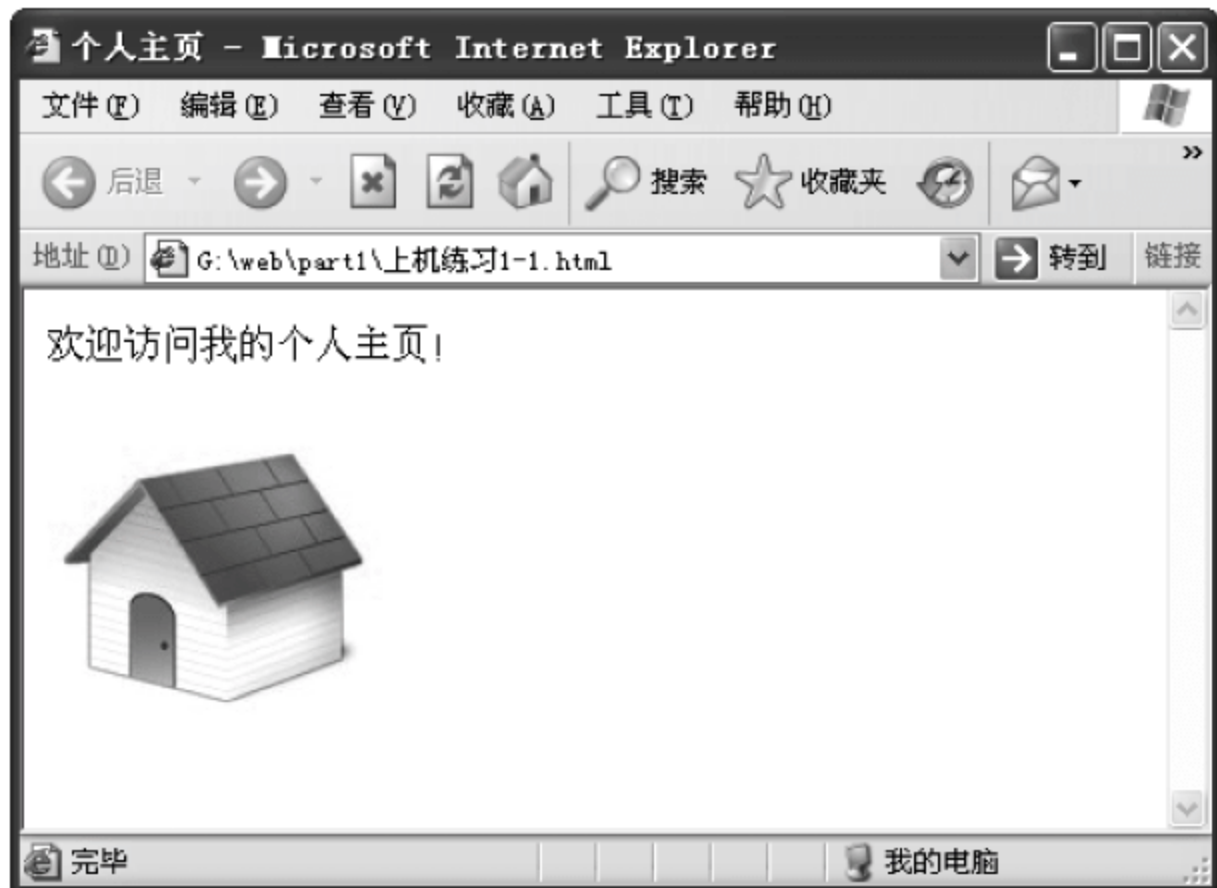 个人主页 - Microsoft Internet Explorer
文件(F) 编辑(E) 查看(V) 收藏(A) 工具(T) 帮助(H)
后退 搜索 收藏夹 »
地址(D) G:\web\part1\上机练习1-1.html 转到 链接
欢迎访问我的个人主页!
完毕 我的电脑